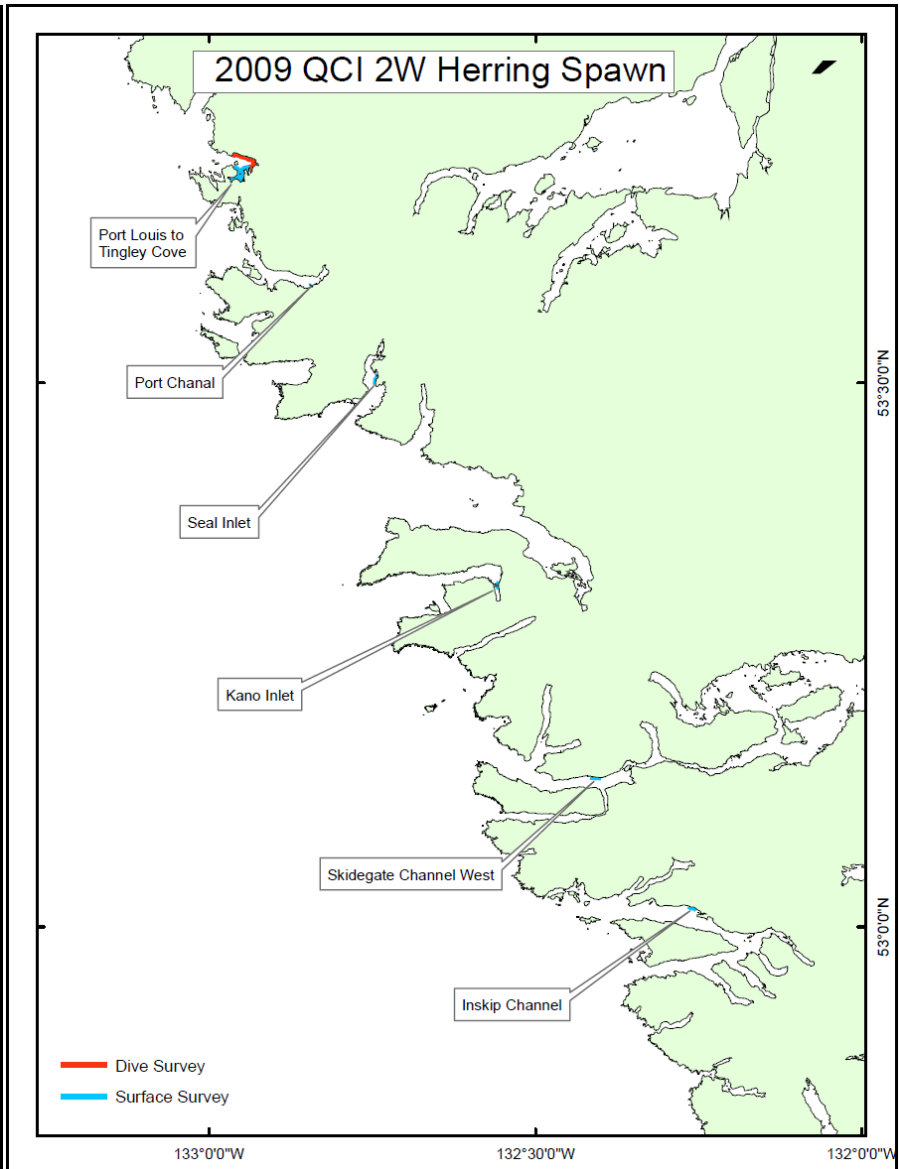 2009 QCI 2W Herring Spawn
Port Louis to
Tingley Cove
Port Chanal
53°30'0"N
Seal Inlet
Kano Inlet
Skidegate Channel West
53°0'0"N
Inskip Channel
Dive Survey
Surface Survey
133°0'0"W
132°30'0"W
132°0'0"W